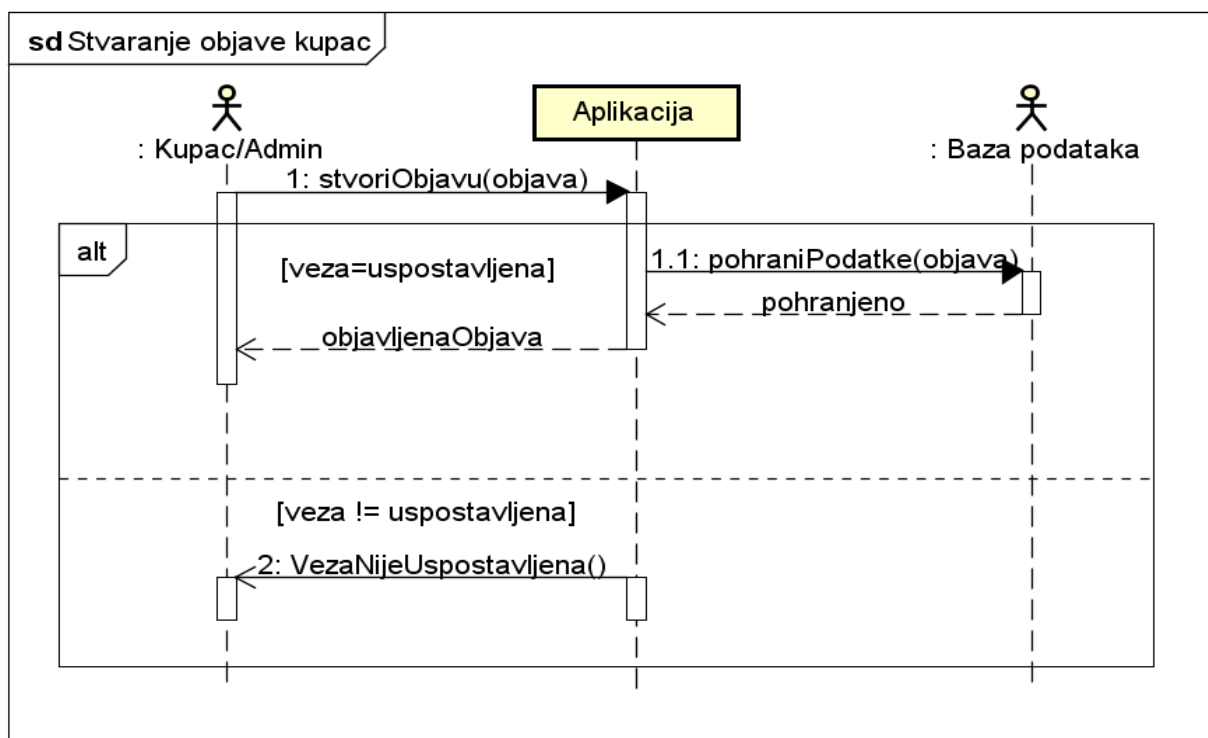 sd Stvaranje objave kupac
Aplikacija
: Kupac/Admin
: Baza podataka
1: stvoriObjavu(objava)
alt
[veza=uspostavljena]
1.1: pohraniPodatke(objava)
pohranjeno
objavljenaObjava
[veza != uspostavljena]
2: VezaNijeUspostavljena()